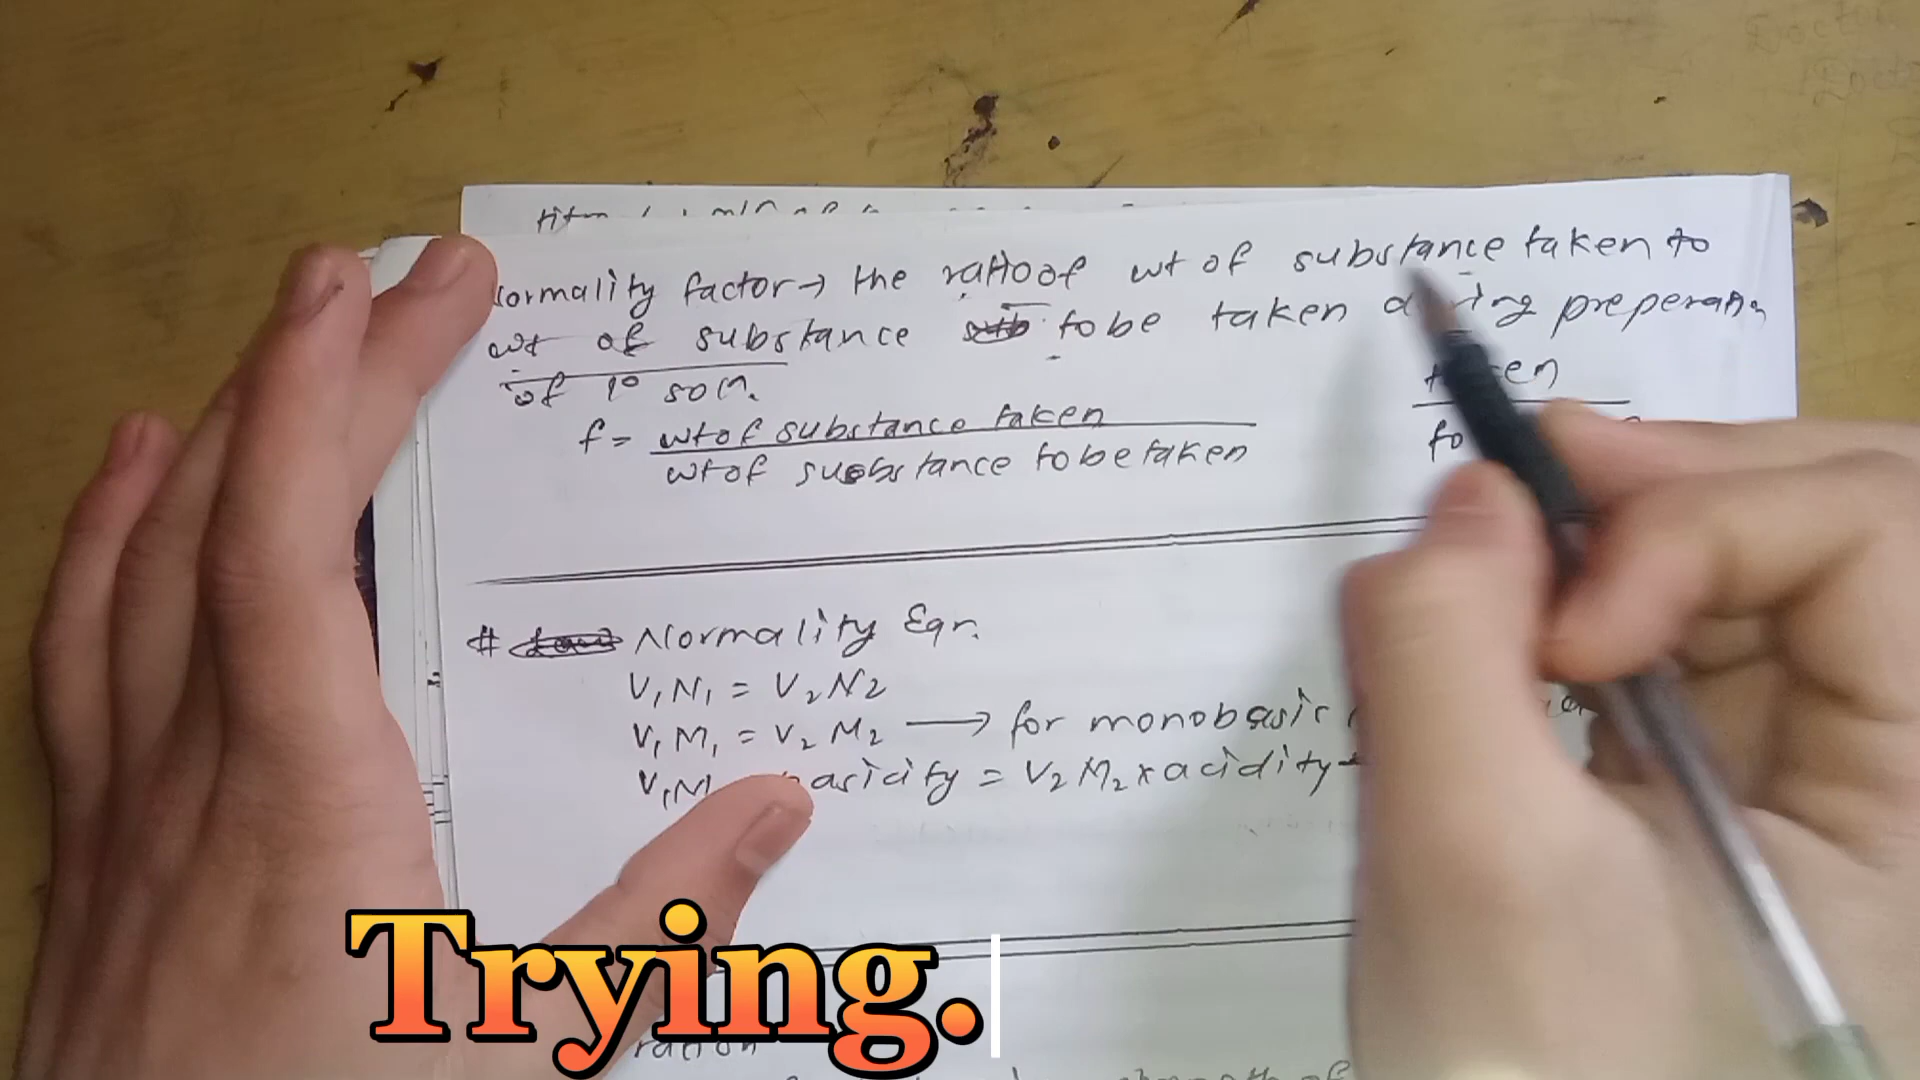 Normality factor → the ratio of wt of substance taken to
wt of substance to be taken during preperation
of 1° soln.
f = wt of substance taken
wt of substance to be taken
taken
# Normality Eqn.
V₁N₁ = V₂N₂
V₁M₁ = V₂M₂ → for monobasic
V₁M₁ basicity = V₂M₂ x acidity
Trying.